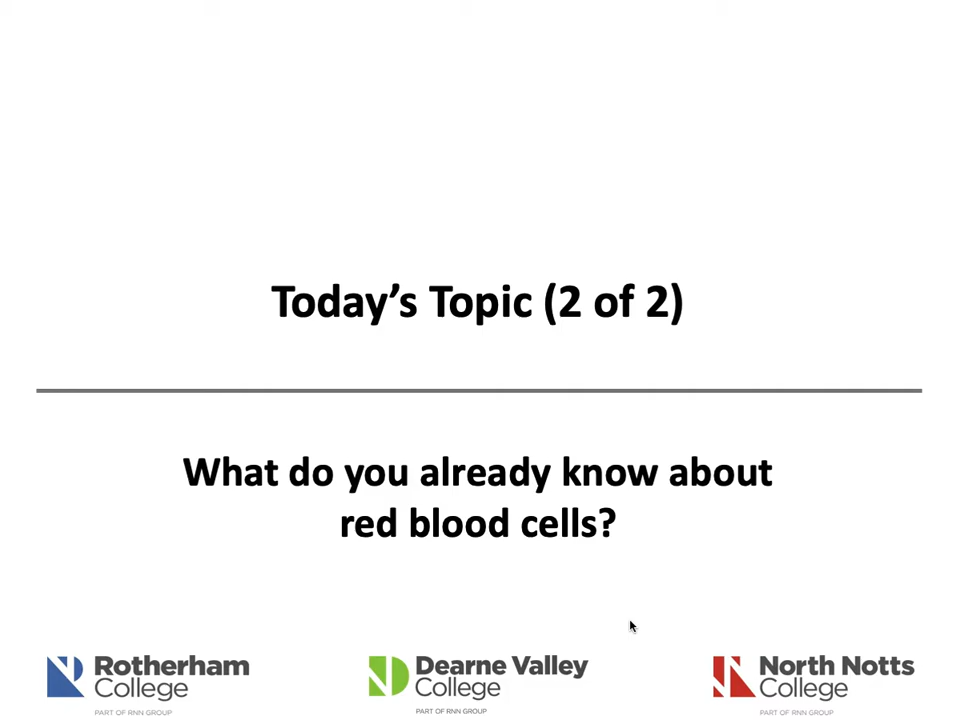 Today’s Topic (2 of 2)
What do you already know about
red blood cells?
Rotherham
College
PART OF RNN GROUP
Dearne Valley
College
PART OF RNN GROUP
North Notts
College
PART OF RNN GROUP